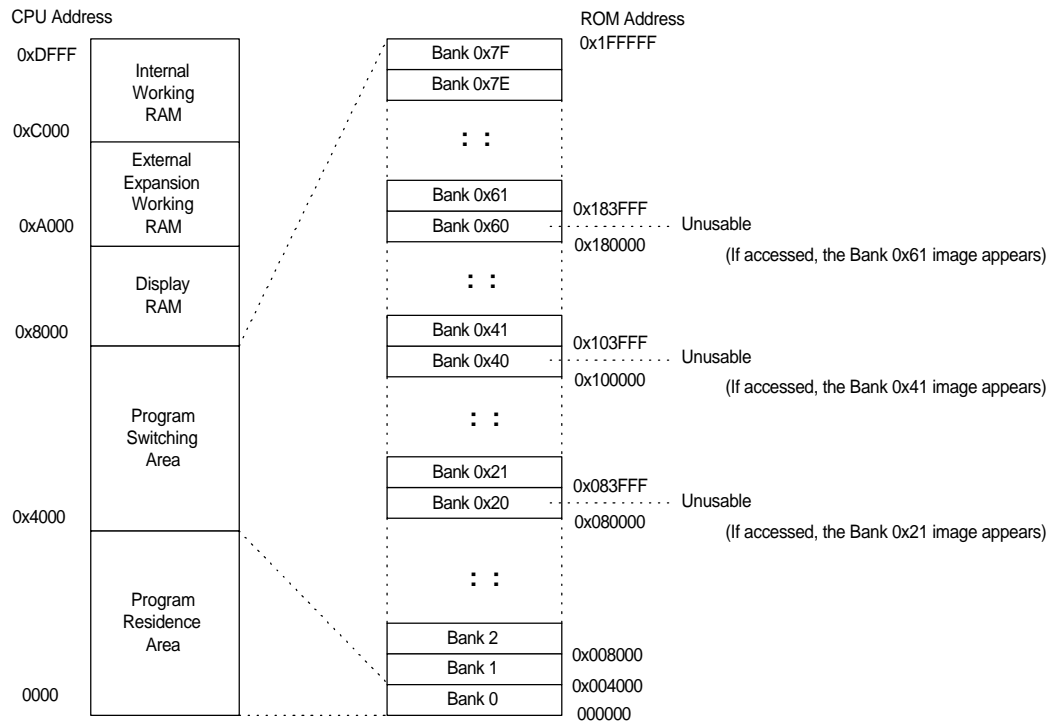 CPU Address
0xDFFF
Internal
Working
RAM
0xC000
External
Expansion
Working
RAM
0xA000
Display
RAM
0x8000
Program
Switching
Area
0x4000
Program
Residence
Area
0000
ROM Address
0x1FFFFF
Bank 0x7F
Bank 0x7E
: :
Bank 0x61
0x183FFF
Bank 0x60
Unusable
0x180000
(If accessed, the Bank 0x61 image appears)
: :
Bank 0x41
0x103FFF
Bank 0x40
Unusable
0x100000
(If accessed, the Bank 0x41 image appears)
: :
Bank 0x21
0x083FFF
Bank 0x20
Unusable
0x080000
(If accessed, the Bank 0x21 image appears)
: :
Bank 2
0x008000
Bank 1
0x004000
Bank 0
000000